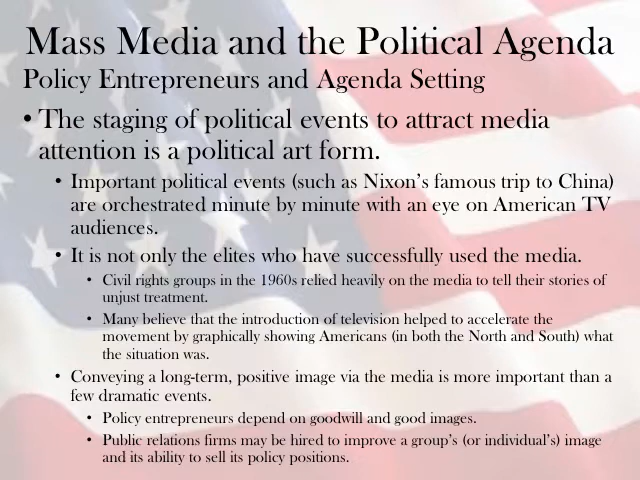 Mass Media and the Political Agenda
Policy Entrepreneurs and Agenda Setting
• The staging of political events to attract media
attention is a political art form.
• Important political events (such as Nixon's famous trip to China)
are orchestrated minute by minute with an eye on American TV
audiences.
• It is not only the elites who have successfully used the media.
• Civil rights groups in the 1960s relied heavily on the media to tell their stories of
unjust treatment.
• Many believe that the introduction of television helped to accelerate the
movement by graphically showing Americans (in both the North and South) what
the situation was.
• Conveying a long-term, positive image via the media is more important than a
few dramatic events.
• Policy entrepreneurs depend on goodwill and good images.
• Public relations firms may be hired to improve a group's (or individual's) image
and its ability to sell its policy positions.